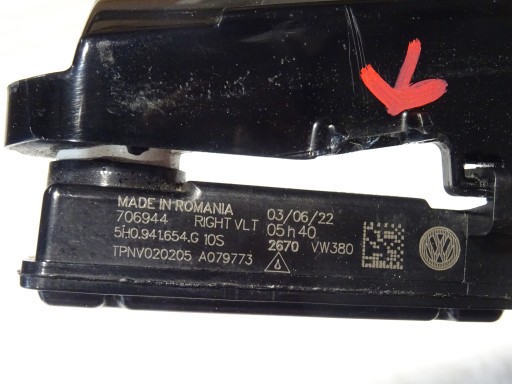 MADE IN ROMANIA
706944 RIGHT VLT 03/06/22
5H0.941.654.G 10S 05h40
TPNV020205 A079773 2670 VW380